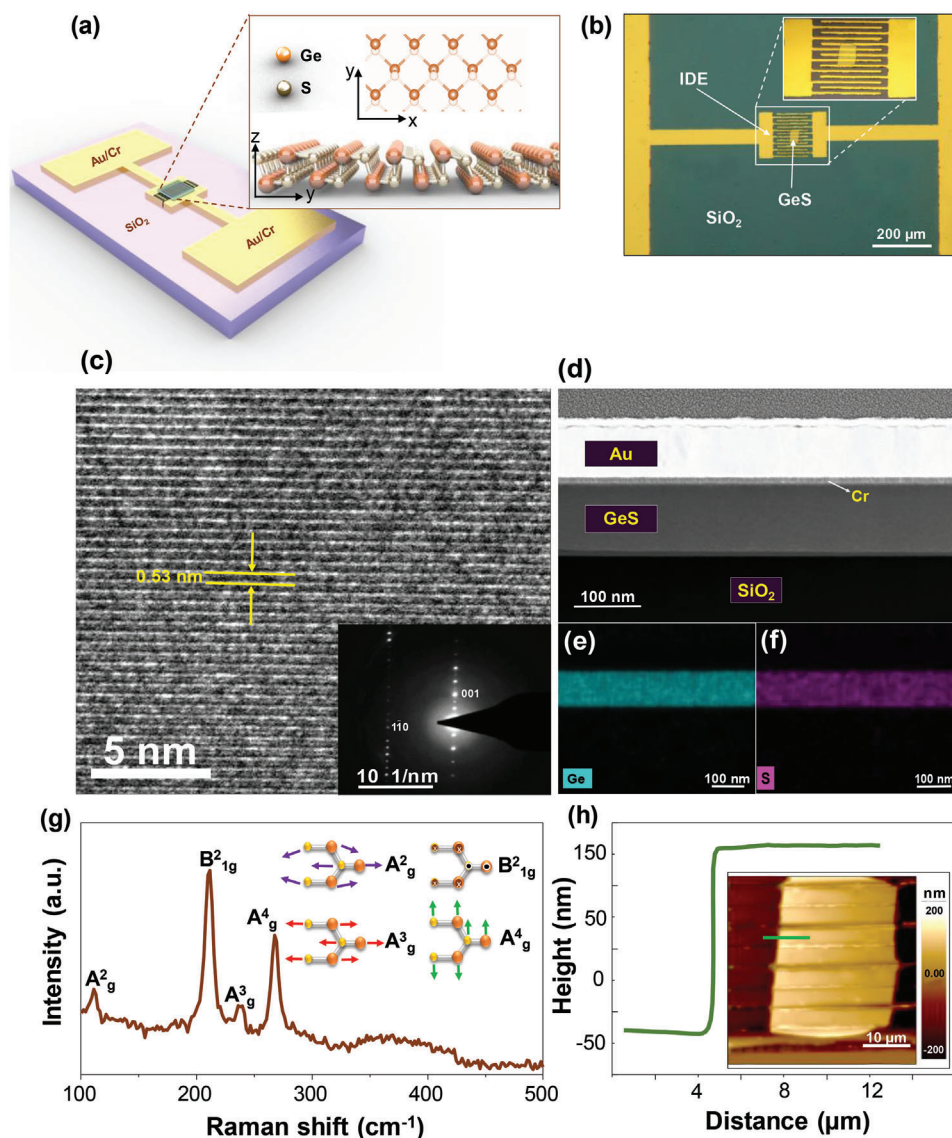 (a)
Ge
S
y
x
z
y
Au/Cr
SiO₂
Au/Cr
(b)
IDE
GeS
SiO₂
200 µm
(c)
0.53 nm
5 nm
001
1̄10
10 1/nm
(d)
Au
Cr
GeS
SiO₂
100 nm
(e)
Ge
100 nm
(f)
S
100 nm
(g)
Intensity (a.u.)
A²g
B²1g
A³g
A⁴g
A²g
B²1g
A³g
A⁴g
100 200 300 400 500
Raman shift (cm⁻¹)
(h)
Height (nm)
150
50
0
-50
nm
200
0.00
-200
10 µm
4 8 12
Distance (µm)